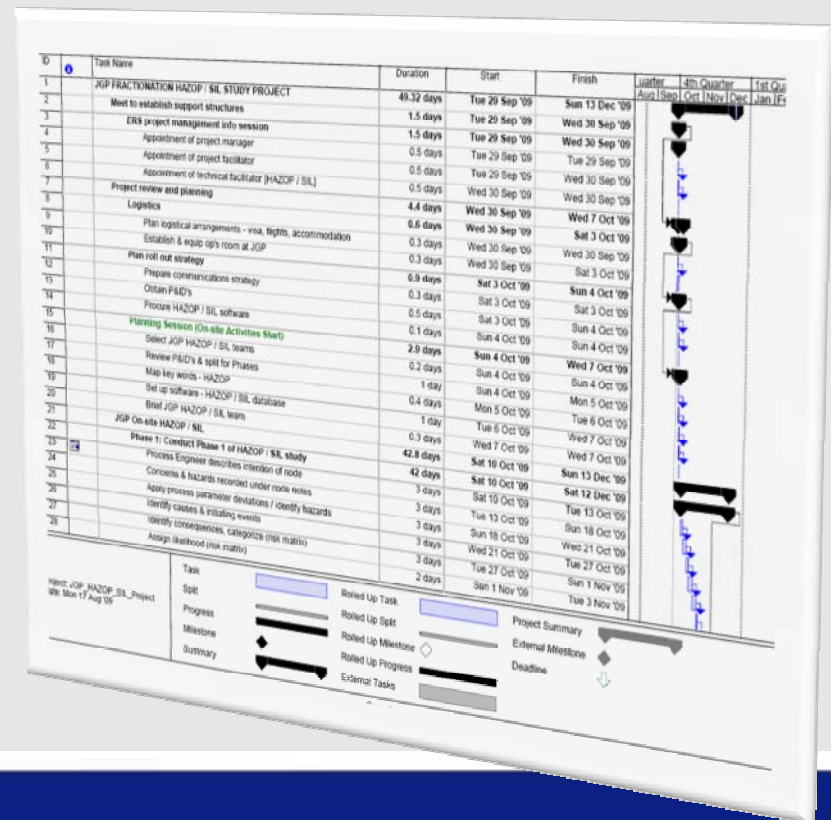 ID Task Name Duration Start Finish uarter 4th Quarter 1st Qu
Aug Sep Oct Nov Dec Jan Fe
1 JGP FRACTIONATION HAZOP / SIL STUDY PROJECT 49.32 days Tue 29 Sep '09 Sun 13 Dec '09
2 Meet to establish support structures 1.5 days Tue 29 Sep '09 Wed 30 Sep '09
3 ERS project management info session 1.5 days Tue 29 Sep '09 Wed 30 Sep '09
4 Appointment of project manager 0.5 days Tue 29 Sep '09 Tue 29 Sep '09
5 Appointment of project facilitator 0.5 days Tue 29 Sep '09 Tue 29 Sep '09
6 Appointment of technical facilitator [HAZOP / SIL] 0.5 days Wed 30 Sep '09 Wed 30 Sep '09
7 Project review and planning 4.4 days Wed 30 Sep '09 Wed 7 Oct '09
8 Logistics 0.6 days Wed 30 Sep '09 Sat 3 Oct '09
9 Plan logistical arrangements - visa, flights, accommodation 0.3 days Wed 30 Sep '09 Wed 30 Sep '09
10 Establish & equip op's room at JGP 0.3 days Wed 30 Sep '09 Sat 3 Oct '09
11 Plan roll out strategy 0.9 days Sat 3 Oct '09 Sun 4 Oct '09
12 Prepare communications strategy 0.3 days Sat 3 Oct '09 Sat 3 Oct '09
13 Obtain P&ID's 0.5 days Sat 3 Oct '09 Sun 4 Oct '09
14 Procure HAZOP / SIL software 0.1 days Sun 4 Oct '09 Sun 4 Oct '09
15 Planning Session (On-site Activities Start) 2.9 days Sun 4 Oct '09 Wed 7 Oct '09
16 Select JGP HAZOP / SIL teams 0.2 days Sun 4 Oct '09 Sun 4 Oct '09
17 Review P&ID's & split for Phases 1 day Sun 4 Oct '09 Mon 5 Oct '09
18 Map key words - HAZOP 0.4 days Mon 5 Oct '09 Tue 6 Oct '09
19 Set up software - HAZOP / SIL database 1 day Tue 6 Oct '09 Wed 7 Oct '09
20 Brief JGP HAZOP / SIL team 0.3 days Wed 7 Oct '09 Wed 7 Oct '09
21 JGP On-site HAZOP / SIL 42.8 days Sat 10 Oct '09 Sun 13 Dec '09
22 Phase 1: Conduct Phase 1 of HAZOP / SIL study 42 days Sat 10 Oct '09 Sat 12 Dec '09
23 Process Engineer describes intention of node 3 days Sat 10 Oct '09 Tue 13 Oct '09
24 Concerns & hazards recorded under node notes 3 days Tue 13 Oct '09 Sun 18 Oct '09
25 Apply process parameter deviations / identify hazards 3 days Sun 18 Oct '09 Wed 21 Oct '09
26 Identify causes & initiating events 3 days Wed 21 Oct '09 Tue 27 Oct '09
27 Identify consequences, categorize (risk matrix) 3 days Tue 27 Oct '09 Sun 1 Nov '09
28 Assign likelihood (risk matrix) 2 days Sun 1 Nov '09 Tue 3 Nov '09
roject: JGP_HAZOP_SIL_Project
ate: Mon 17 Aug '09
Task Rolled Up Task Project Summary
Split Rolled Up Split External Milestone
Progress Rolled Up Milestone Deadline
Milestone Rolled Up Progress
Summary External Tasks